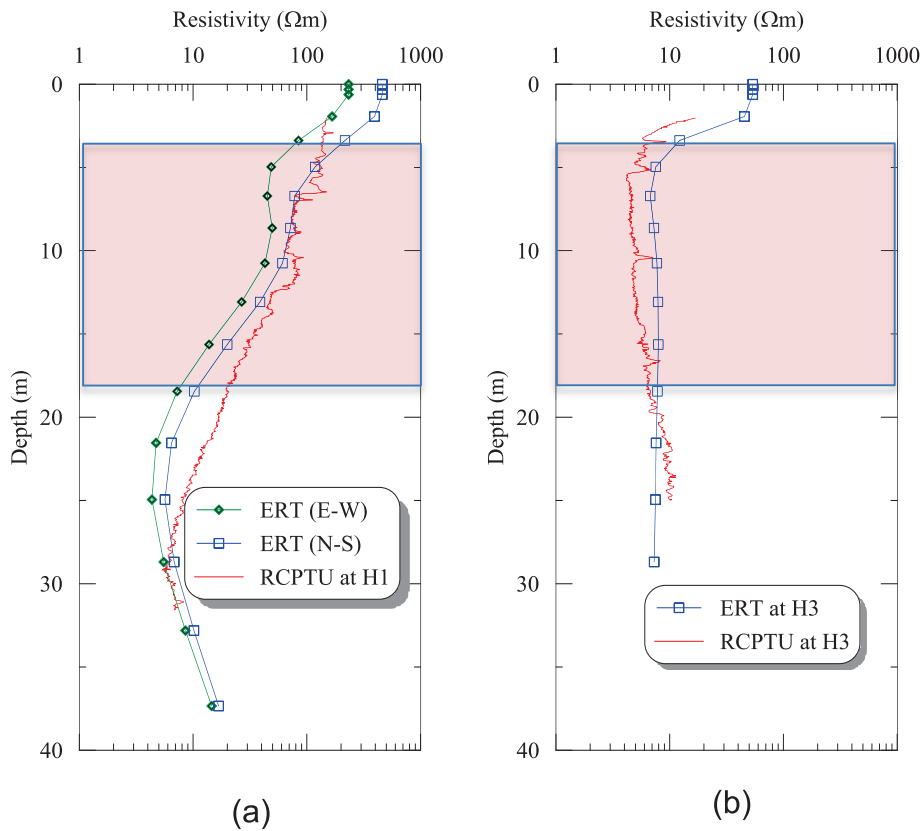 Resistivity (Ωm)
1 10 100 1000
0
10
20
30
40
Depth (m)
ERT (E-W)
ERT (N-S)
RCPTU at H1
(a)
Resistivity (Ωm)
1 10 100 1000
0
10
20
30
40
Depth (m)
ERT at H3
RCPTU at H3
(b)